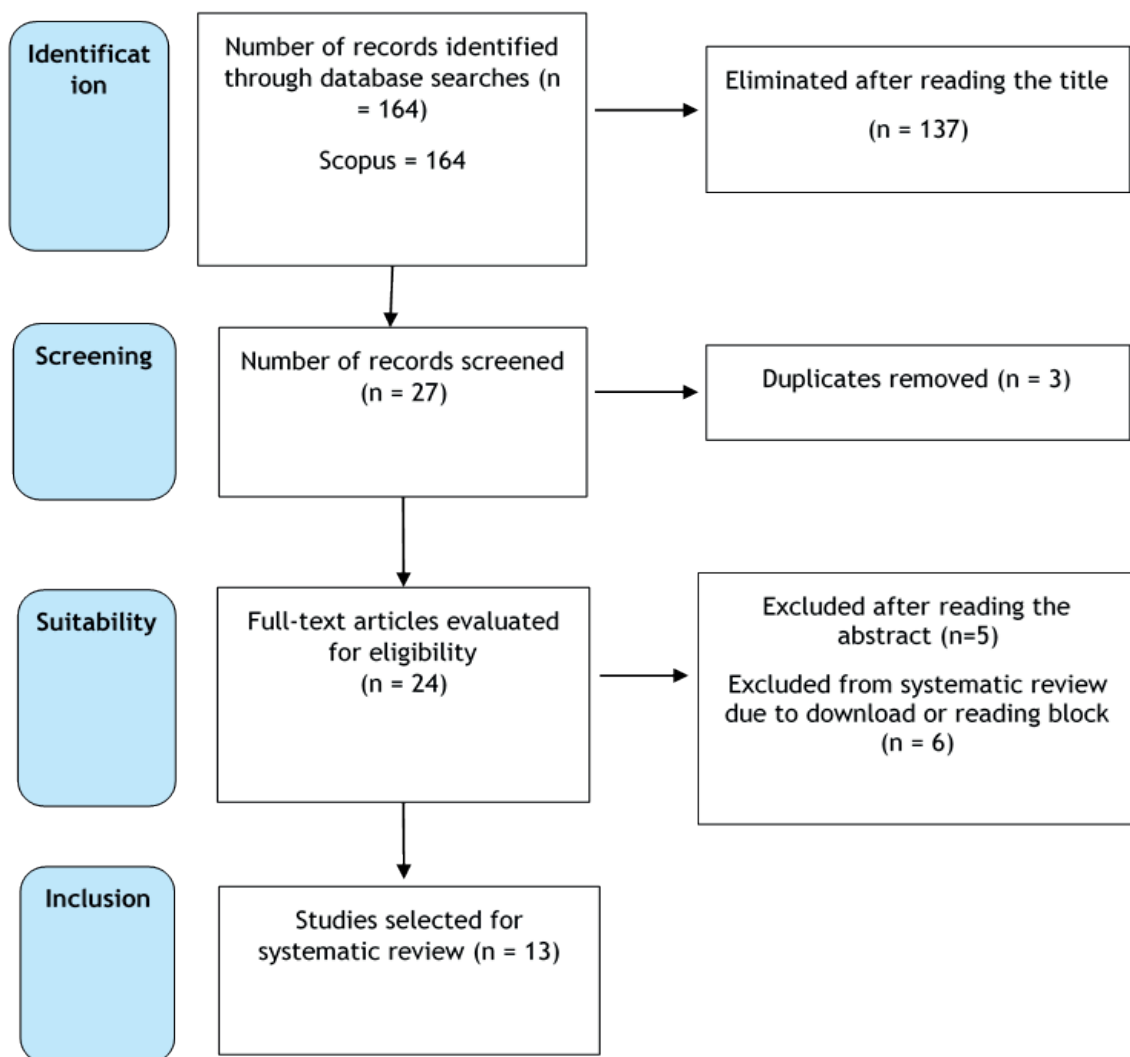 Identificat
ion
Number of records identified
through database searches (n
= 164)
Scopus = 164
Eliminated after reading the title
(n = 137)
Screening
Number of records screened
(n = 27)
Duplicates removed (n = 3)
Suitability
Full-text articles evaluated
for eligibility
(n = 24)
Excluded after reading the
abstract (n=5)
Excluded from systematic review
due to download or reading block
(n = 6)
Inclusion
Studies selected for
systematic review (n = 13)